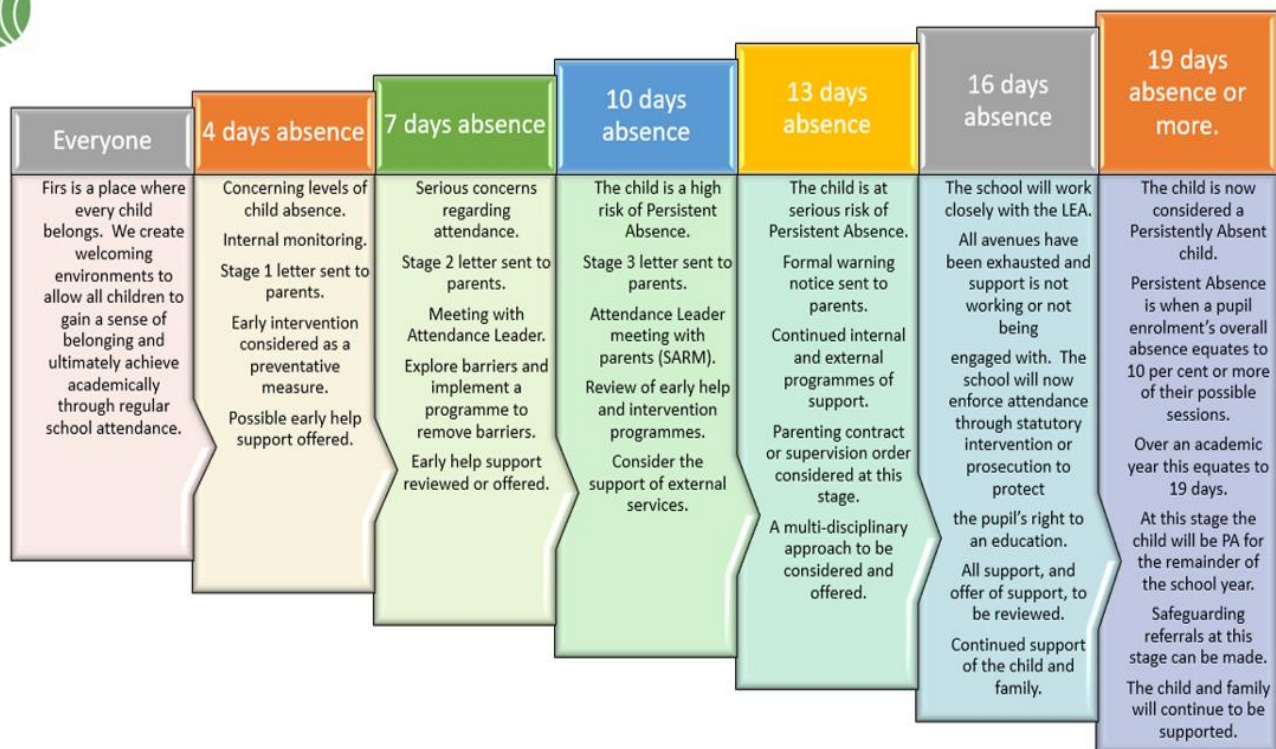 Everyone
Firs is a place where
every child
belongs. We create
welcoming
environments to
allow all children to
gain a sense of
belonging and
ultimately achieve
academically
through regular
school attendance.
4 days absence
Concerning levels of
child absence.
Internal monitoring.
Stage 1 letter sent to
parents.
Early intervention
considered as a
preventative
measure.
Possible early help
support offered.
7 days absence
Serious concerns
regarding
attendance.
Stage 2 letter sent to
parents.
Meeting with
Attendance Leader.
Explore barriers and
implement a
programme to
remove barriers.
Early help support
reviewed or offered.
10 days
absence
The child is a high
risk of Persistent
Absence.
Stage 3 letter sent to
parents.
Attendance Leader
meeting with
parents (SARM).
Review of early help
and intervention
programmes.
Consider the
support of external
services.
13 days
absence
The child is at
serious risk of
Persistent Absence.
Formal warning
notice sent to
parents.
Continued internal
and external
programmes of
support.
Parenting contract
or supervision order
considered at this
stage.
A multi-disciplinary
approach to be
considered and
offered.
16 days
absence
The school will work
closely with the LEA.
All avenues have
been exhausted and
support is not
working or not
being
engaged with. The
school will now
enforce attendance
through statutory
intervention or
prosecution to
protect
the pupil's right to
an education.
All support, and
offer of support, to
be reviewed.
Continued support
of the child and
family.
19 days
absence or
more.
The child is now
considered a
Persistently Absent
child.
Persistent Absence
is when a pupil
enrolment's overall
absence equates to
10 per cent or more
of their possible
sessions.
Over an academic
year this equates to
19 days.
At this stage the
child will be PA for
the remainder of
the school year.
Safeguarding
referrals at this
stage can be made.
The child and family
will continue to be
supported.